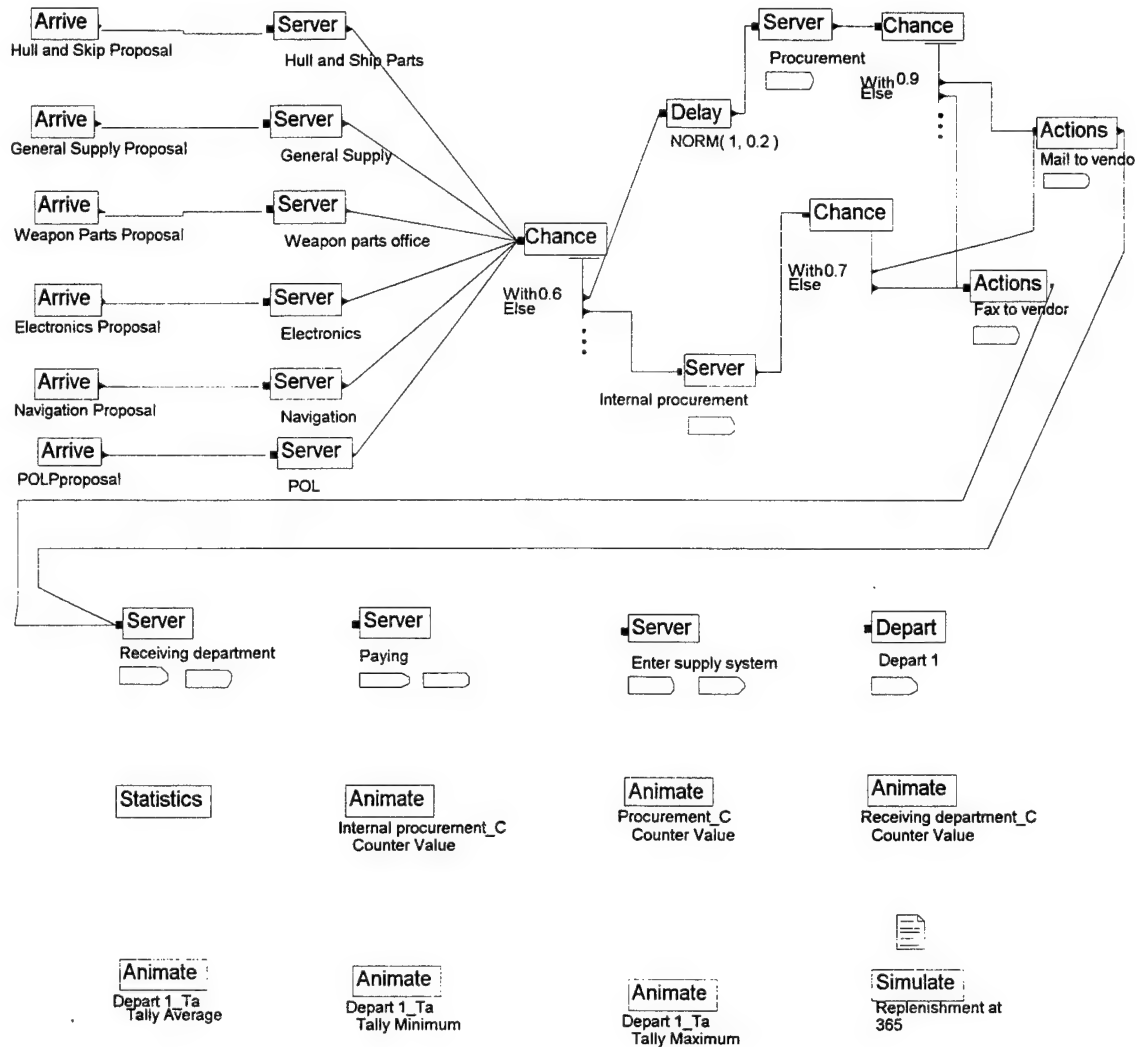 Arrive
Hull and Skip Proposal
Server
Hull and Ship Parts
Arrive
General Supply Proposal
Server
General Supply
Arrive
Weapon Parts Proposal
Server
Weapon parts office
Arrive
Electronics Proposal
Server
Electronics
Arrive
Navigation Proposal
Server
Navigation
Arrive
POLPproposal
Server
POL
Chance
With 0.6
Else
Delay
NORM( 1, 0.2 )
Server
Procurement
Chance
With 0.9
Else
Server
Internal procurement
Chance
With 0.7
Else
Actions
Mail to vendo
Actions
Fax to vendor
Server
Receiving department
Server
Paying
Server
Enter supply system
Depart
Depart 1
Statistics
Animate
Internal procurement_C
Counter Value
Animate
Procurement_C
Counter Value
Animate
Receiving department_C
Counter Value
Animate
Depart 1_Ta
Tally Average
Animate
Depart 1_Ta
Tally Minimum
Animate
Depart 1_Ta
Tally Maximum
Simulate
Replenishment at
365